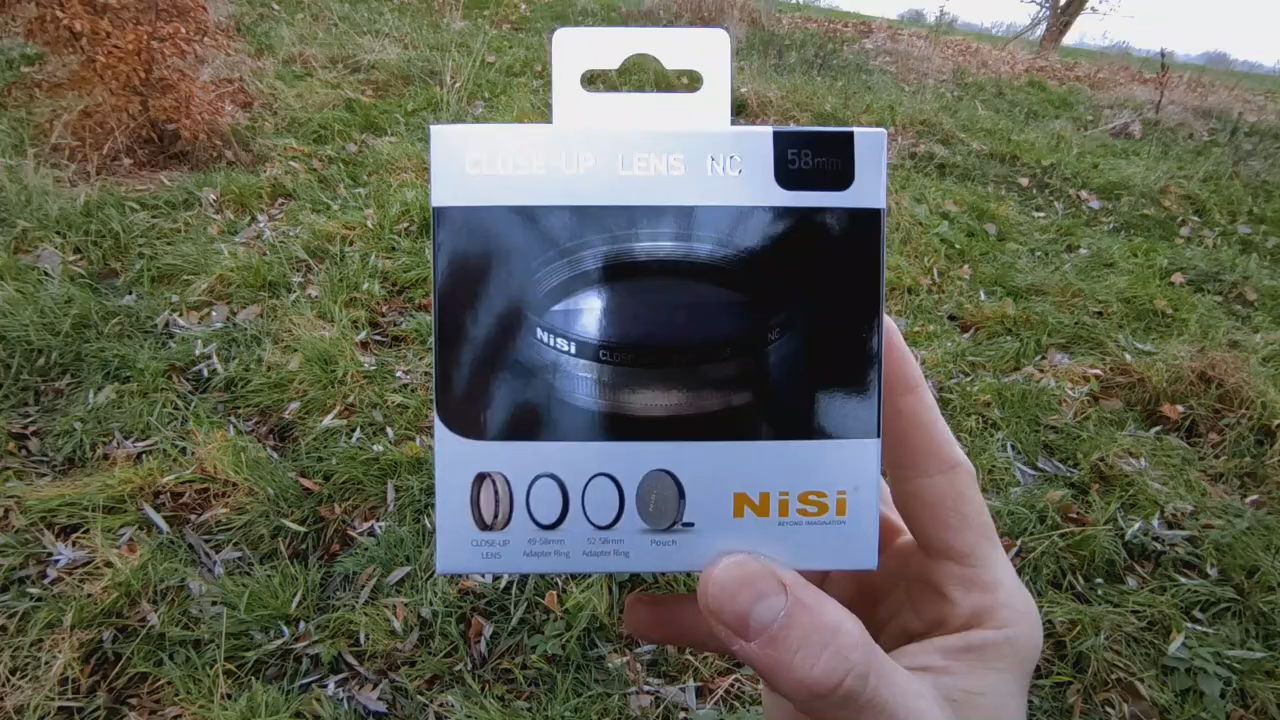 CLOSE-UP LENS NC
58mm
NiSi
CLOSE
NC
CLOSE-UP
LENS
49-58mm
Adapter Ring
52-58mm
Adapter Ring
Pouch
NiSi
BEYOND IMAGINATION